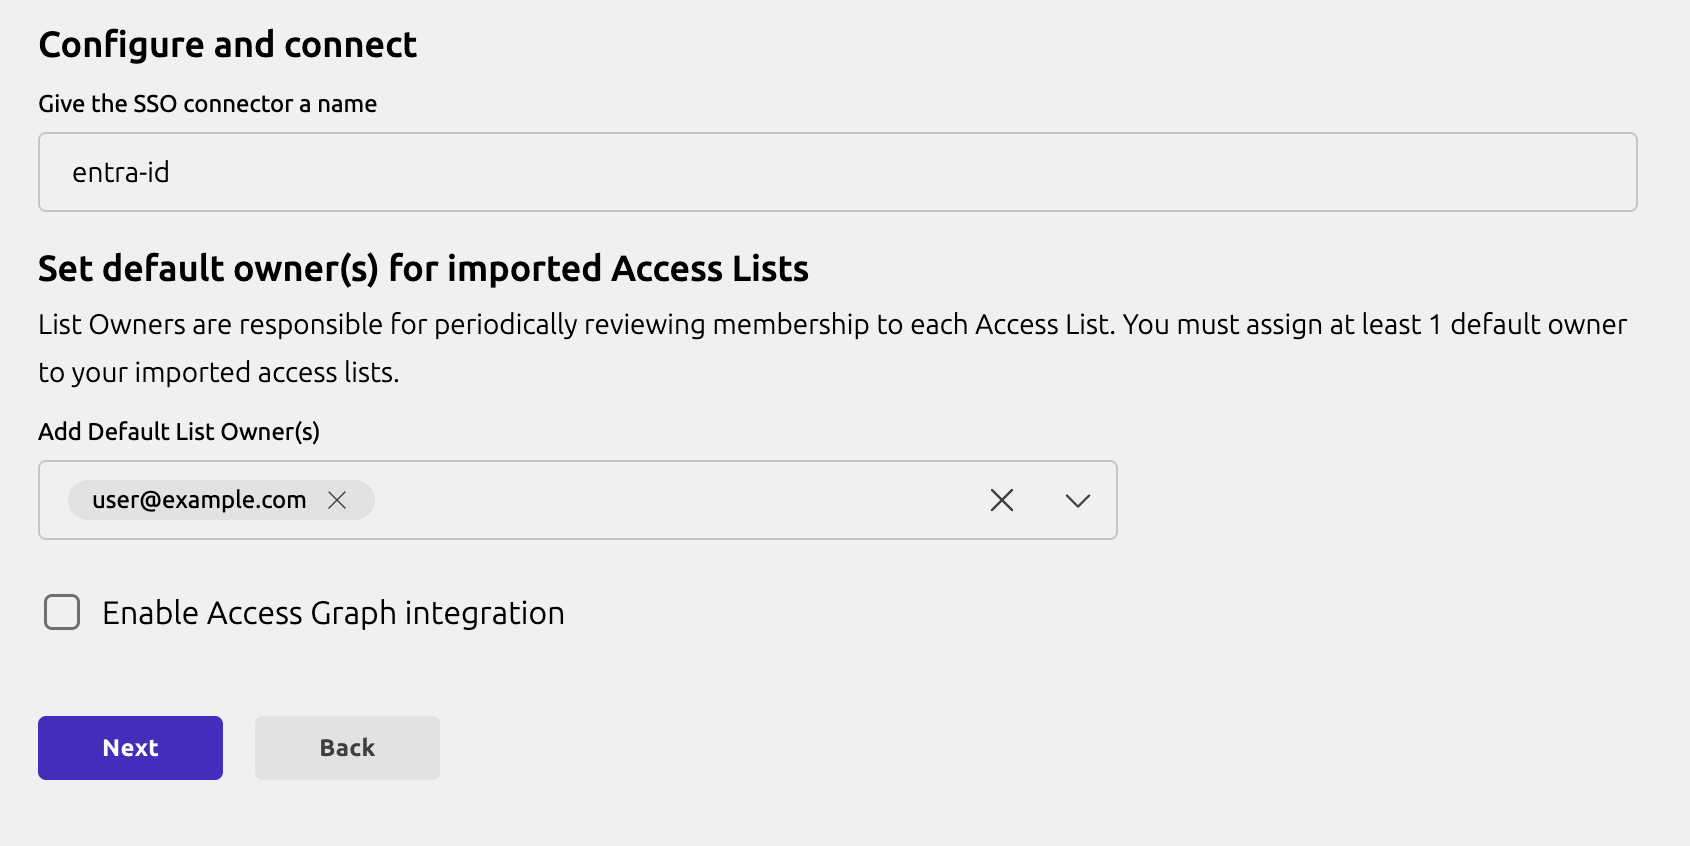 Configure and connect
Give the SSO connector a name
entra-id
Set default owner(s) for imported Access Lists
List Owners are responsible for periodically reviewing membership to each Access List. You must assign at least 1 default owner
to your imported access lists.
Add Default List Owner(s)
user@example.com
Enable Access Graph integration
Next Back